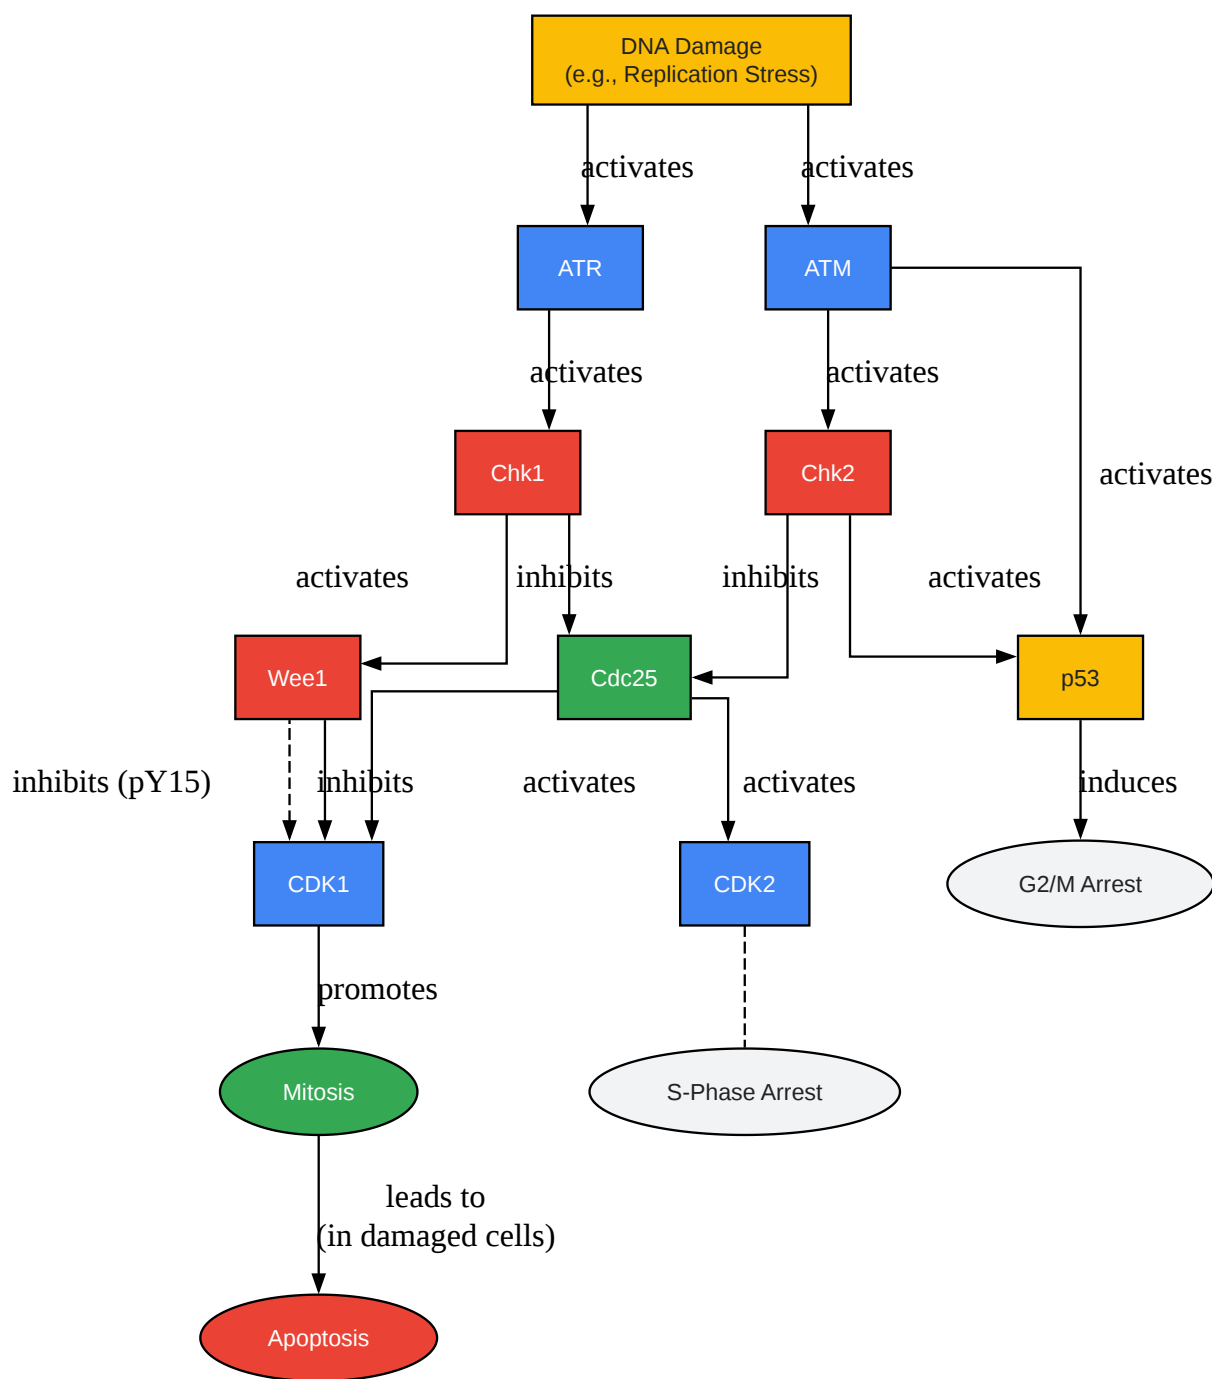 DNA Damage
(e.g., Replication Stress)
activates
activates
ATR
ATM
activates
activates
Chk1
Chk2
activates
activates
inhibits
inhibits
activates
Wee1
Cdc25
p53
inhibits (pY15)
inhibits
activates
activates
induces
CDK1
CDK2
G2/M Arrest
promotes
Mitosis
S-Phase Arrest
leads to
(in damaged cells)
Apoptosis